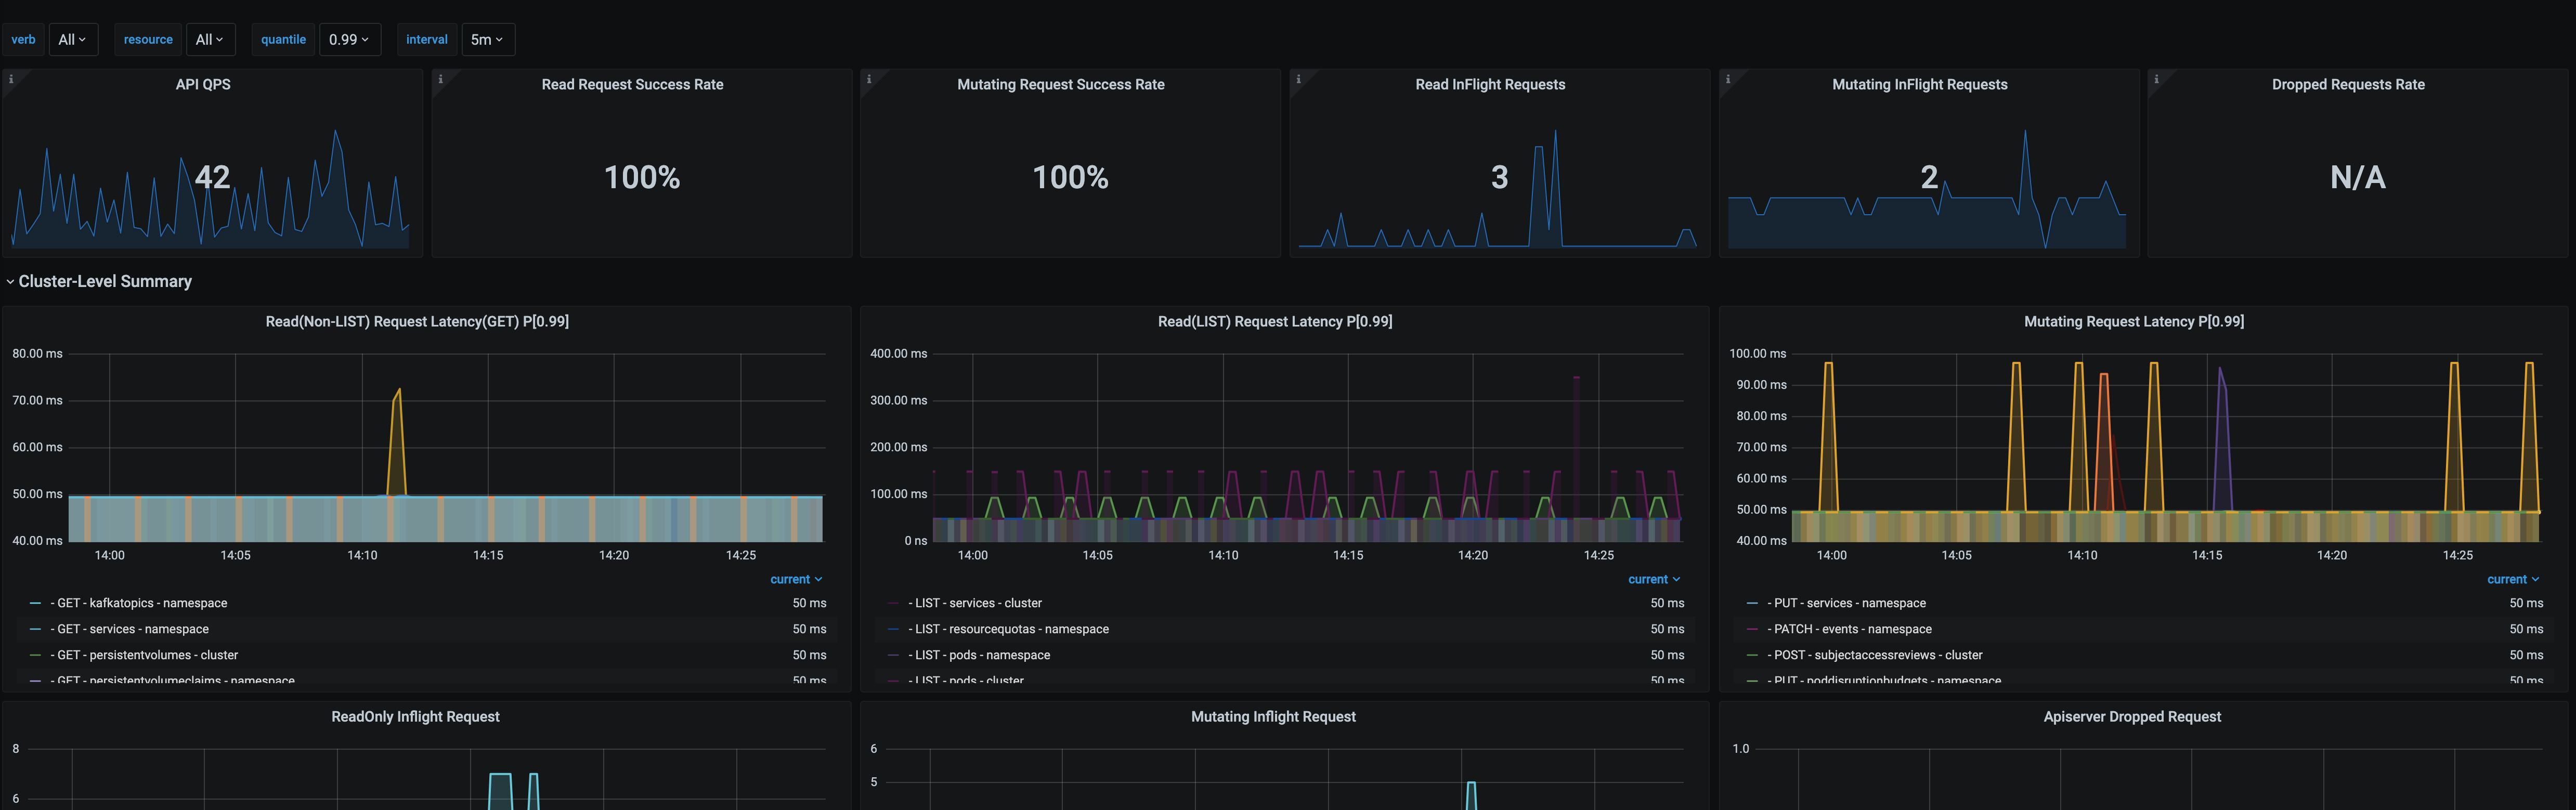 verb All resource All quantile 0.99 interval 5m
API QPS
42
Read Request Success Rate
100%
Mutating Request Success Rate
100%
Read InFlight Requests
3
Mutating InFlight Requests
2
Dropped Requests Rate
N/A
Cluster-Level Summary
Read(Non-LIST) Request Latency(GET) P[0.99]
80.00 ms
70.00 ms
60.00 ms
50.00 ms
40.00 ms
14:00 14:05 14:10 14:15 14:20 14:25
current
- GET - kafkatopics - namespace 50 ms
- GET - services - namespace 50 ms
- GET - persistentvolumes - cluster 50 ms
- GET - persistentvolumeclaims - namespace 50 ms
Read(LIST) Request Latency P[0.99]
400.00 ms
300.00 ms
200.00 ms
100.00 ms
0 ns
14:00 14:05 14:10 14:15 14:20 14:25
current
- LIST - services - cluster 50 ms
- LIST - resourcequotas - namespace 50 ms
- LIST - pods - namespace 50 ms
- LIST - pods - cluster 50 ms
Mutating Request Latency P[0.99]
100.00 ms
90.00 ms
80.00 ms
70.00 ms
60.00 ms
50.00 ms
40.00 ms
14:00 14:05 14:10 14:15 14:20 14:25
current
- PUT - services - namespace 50 ms
- PATCH - events - namespace 50 ms
- POST - subjectaccessreviews - cluster 50 ms
- PUT - poddisruptionbudgets - namespace 50 ms
ReadOnly Inflight Request
8
6
Mutating Inflight Request
6
5
Apiserver Dropped Request
1.0